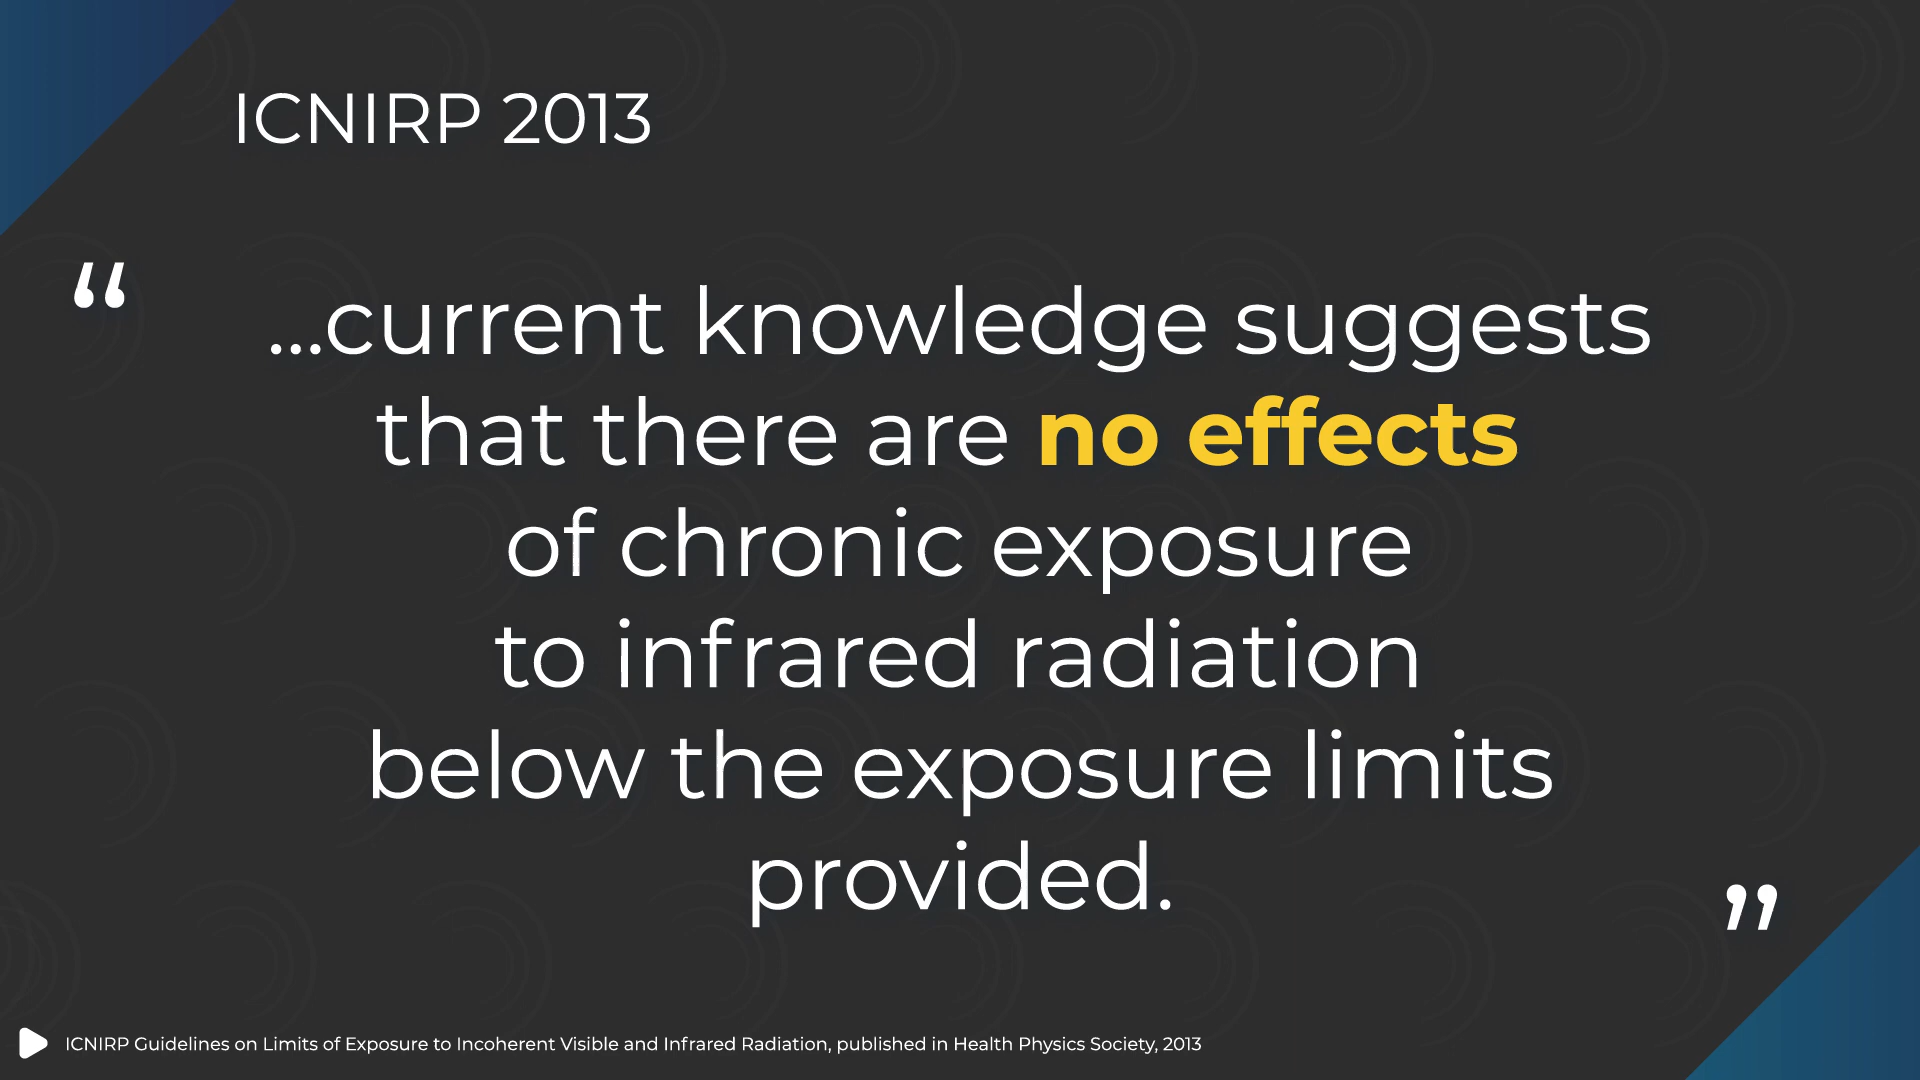 ICNIRP 2013
“
...current knowledge suggests
that there are no effects
of chronic exposure
to infrared radiation
below the exposure limits
provided.
”
ICNIRP Guidelines on Limits of Exposure to Incoherent Visible and Infrared Radiation, published in Health Physics Society, 2013